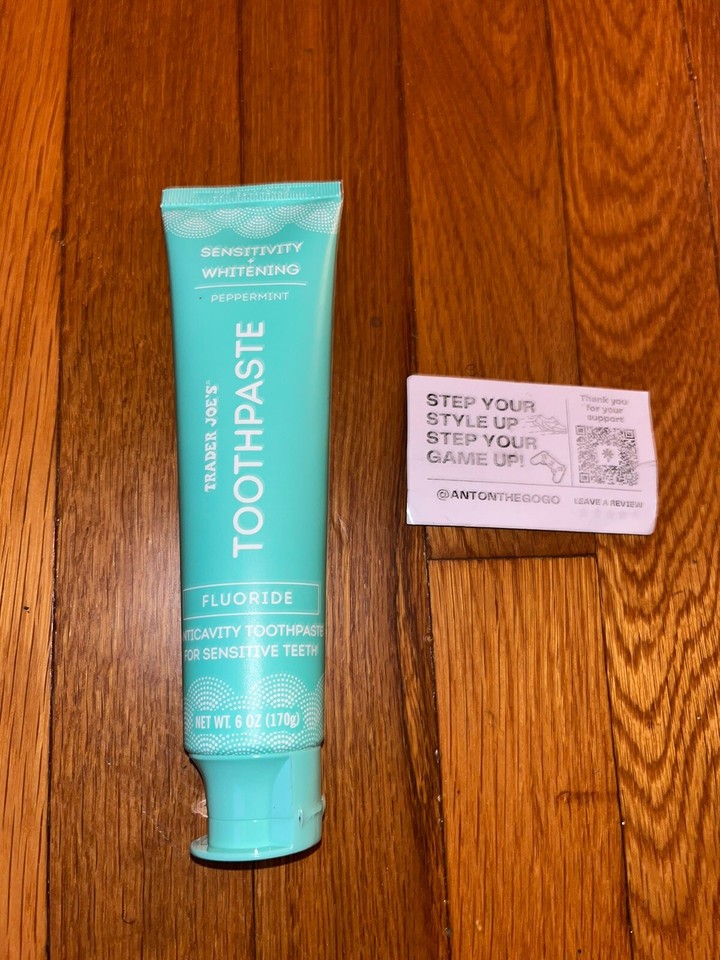 SENSITIVITY
+
WHITENING
PEPPERMINT
TRADER JOE'S®
TOOTHPASTE
FLUORIDE
NTICAVITY TOOTHPASTE
FOR SENSITIVE TEETH
NET WT. 6 OZ (170g)
STEP YOUR
STYLE UP
STEP YOUR
GAME UP!
Thank you
for your
support
@ANTONTHEGOGO
LEAVE A REVIEW